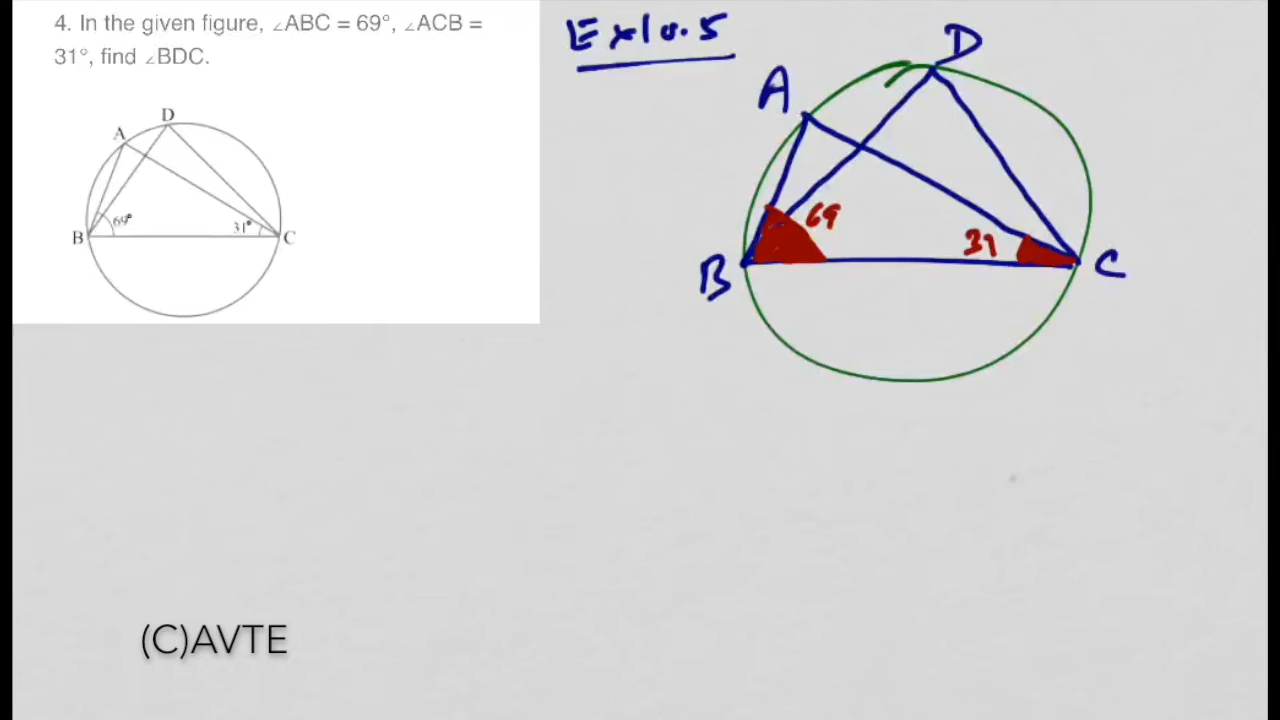 4. In the given figure, ∠ABC = 69°, ∠ACB =
31°, find ∠BDC.
D
A
69°
31°
B
C
Ex10.5
D
A
69
31
B
C
(C)AVTE